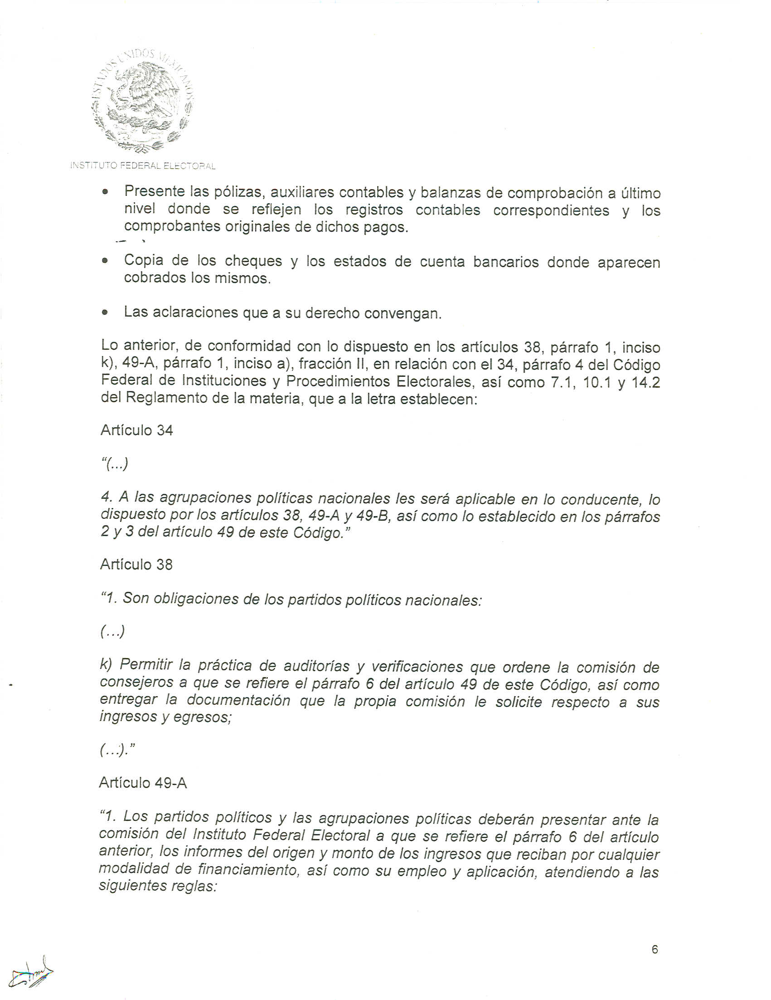 ESTADOS UNIDOS MEXICANOS
INSTITUTO FEDERAL ELECTORAL
• Presente las pólizas, auxiliares contables y balanzas de comprobación a último
nivel donde se reflejen los registros contables correspondientes y los
comprobantes originales de dichos pagos.
• Copia de los cheques y los estados de cuenta bancarios donde aparecen
cobrados los mismos.
• Las aclaraciones que a su derecho convengan.
Lo anterior, de conformidad con lo dispuesto en los artículos 38, párrafo 1, inciso
k), 49-A, párrafo 1, inciso a), fracción II, en relación con el 34, párrafo 4 del Código
Federal de Instituciones y Procedimientos Electorales, así como 7.1, 10.1 y 14.2
del Reglamento de la materia, que a la letra establecen:
Artículo 34
“(...)
4. A las agrupaciones políticas nacionales les será aplicable en lo conducente, lo
dispuesto por los artículos 38, 49-A y 49-B, así como lo establecido en los párrafos
2 y 3 del artículo 49 de este Código.”
Artículo 38
“1. Son obligaciones de los partidos políticos nacionales:
(...)
k) Permitir la práctica de auditorías y verificaciones que ordene la comisión de
consejeros a que se refiere el párrafo 6 del artículo 49 de este Código, así como
entregar la documentación que la propia comisión le solicite respecto a sus
ingresos y egresos;
(...).”
Artículo 49-A
“1. Los partidos políticos y las agrupaciones políticas deberán presentar ante la
comisión del Instituto Federal Electoral a que se refiere el párrafo 6 del artículo
anterior, los informes del origen y monto de los ingresos que reciban por cualquier
modalidad de financiamiento, así como su empleo y aplicación, atendiendo a las
siguientes reglas:
6